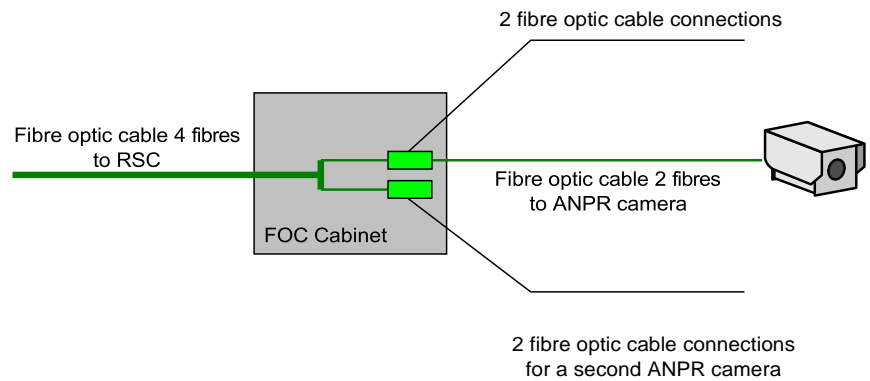 2 fibre optic cable connections
Fibre optic cable 4 fibres
to RSC
Fibre optic cable 2 fibres
to ANPR camera
FOC Cabinet
2 fibre optic cable connections
for a second ANPR camera